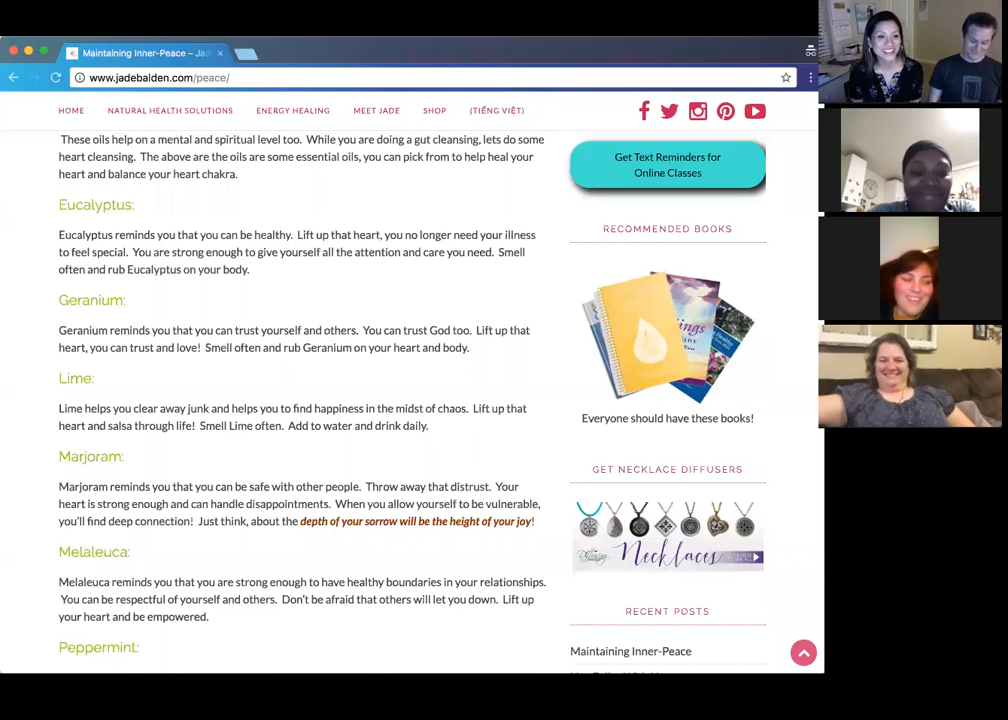 Maintaining Inner-Peace – Jad
www.jadebalden.com/peace/
HOME
NATURAL HEALTH SOLUTIONS
ENERGY HEALING
MEET JADE
SHOP
(TIẾNG VIỆT)
These oils help on a mental and spiritual level too. While you are doing a gut cleansing, lets do some
heart cleansing. The above are the oils are some essential oils, you can pick from to help heal your
heart and balance your heart chakra.
Eucalyptus:
Eucalyptus reminds you that you can be healthy. Lift up that heart, you no longer need your illness
to feel special. You are strong enough to give yourself all the attention and care you need. Smell
often and rub Eucalyptus on your body.
Geranium:
Geranium reminds you that you can trust yourself and others. You can trust God too. Lift up that
heart, you can trust and love! Smell often and rub Geranium on your heart and body.
Lime:
Lime helps you clear away junk and helps you to find happiness in the midst of chaos. Lift up that
heart and salsa through life! Smell Lime often. Add to water and drink daily.
Marjoram:
Marjoram reminds you that you can be safe with other people. Throw away that distrust. Your
heart is strong enough and can handle disappointments. When you allow yourself to be vulnerable,
you'll find deep connection! Just think, about the depth of your sorrow will be the height of your joy!
Melaleuca:
Melaleuca reminds you that you are strong enough to have healthy boundaries in your relationships.
You can be respectful of yourself and others. Don't be afraid that others will let you down. Lift up
your heart and be empowered.
Peppermint:
Get Text Reminders for
Online Classes
RECOMMENDED BOOKS
Everyone should have these books!
GET NECKLACE DIFFUSERS
Necklaces
RECENT POSTS
Maintaining Inner-Peace